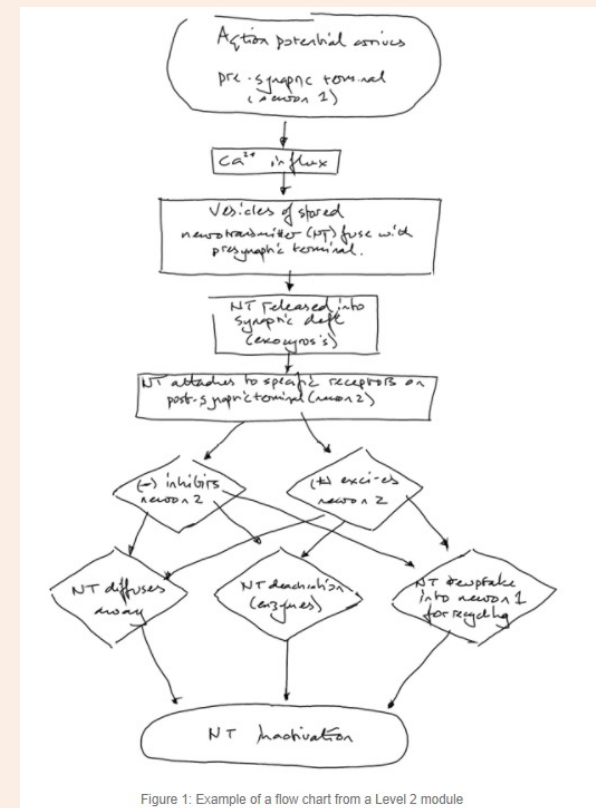 Action potential arrives
pre-synaptic terminal
(neuron 1)
Ca²⁺ influx
Vesicles of stored
neurotransmitter (NT) fuse with
presynaptic terminal.
NT released into
synaptic cleft
(exocytosis)
NT attaches to specific receptors on
post-synaptic terminal (neuron 2)
(-) inhibits
neuron 2
(+) excites
neuron 2
NT diffuses
away
NT deactivation
(enzymes)
NT reuptake
into neuron 1
for recycling
NT Inactivation
Figure 1: Example of a flow chart from a Level 2 module